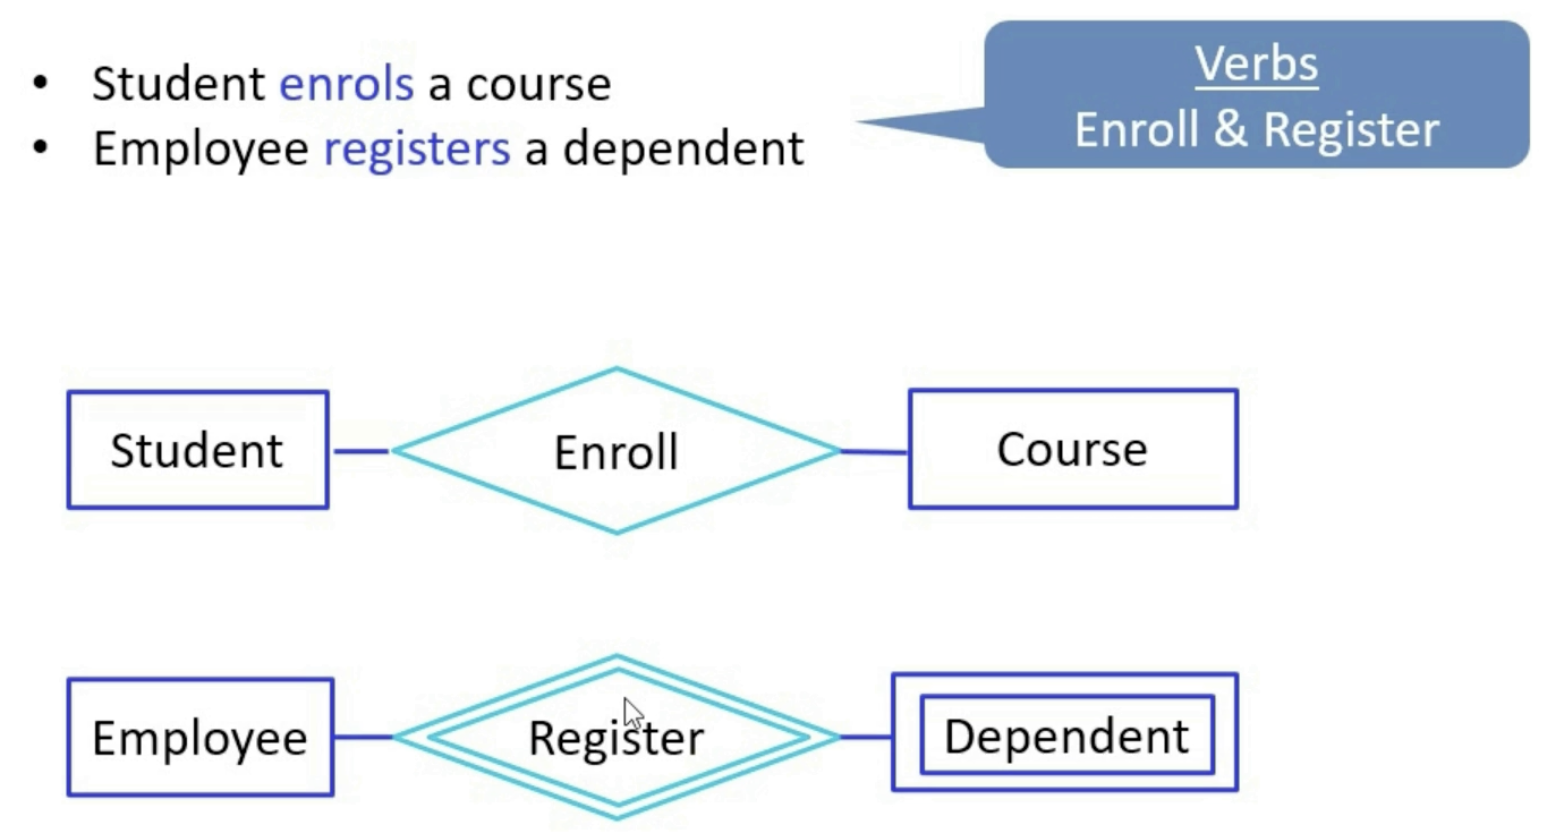 • Student enrols a course
• Employee registers a dependent
Verbs
Enroll & Register
Student
Enroll
Course
Employee
Register
Dependent